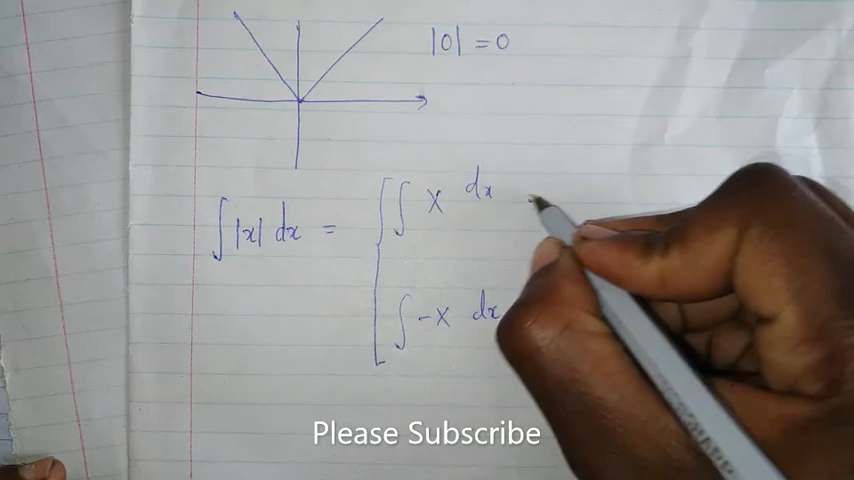 |0| = 0
∫ |x| dx = { ∫ x dx
∫ -x dx
Please Subscribe